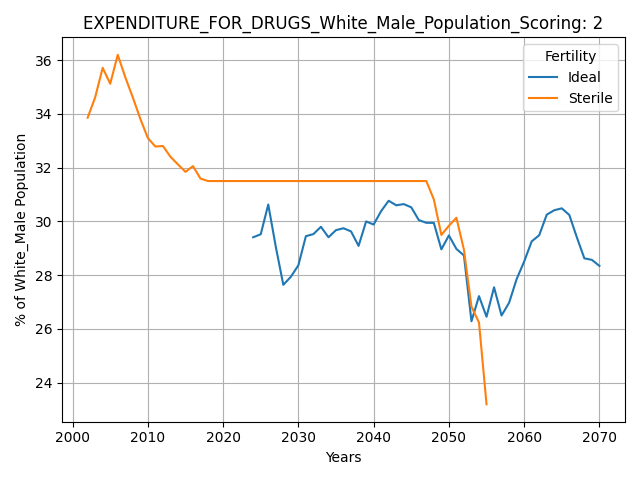 EXPENDITURE_FOR_DRUGS_White_Male_Population_Scoring: 2
Fertility
Ideal
Sterile
% of White_Male Population
36
34
32
30
28
26
24
2000 2010 2020 2030 2040 2050 2060 2070
Years